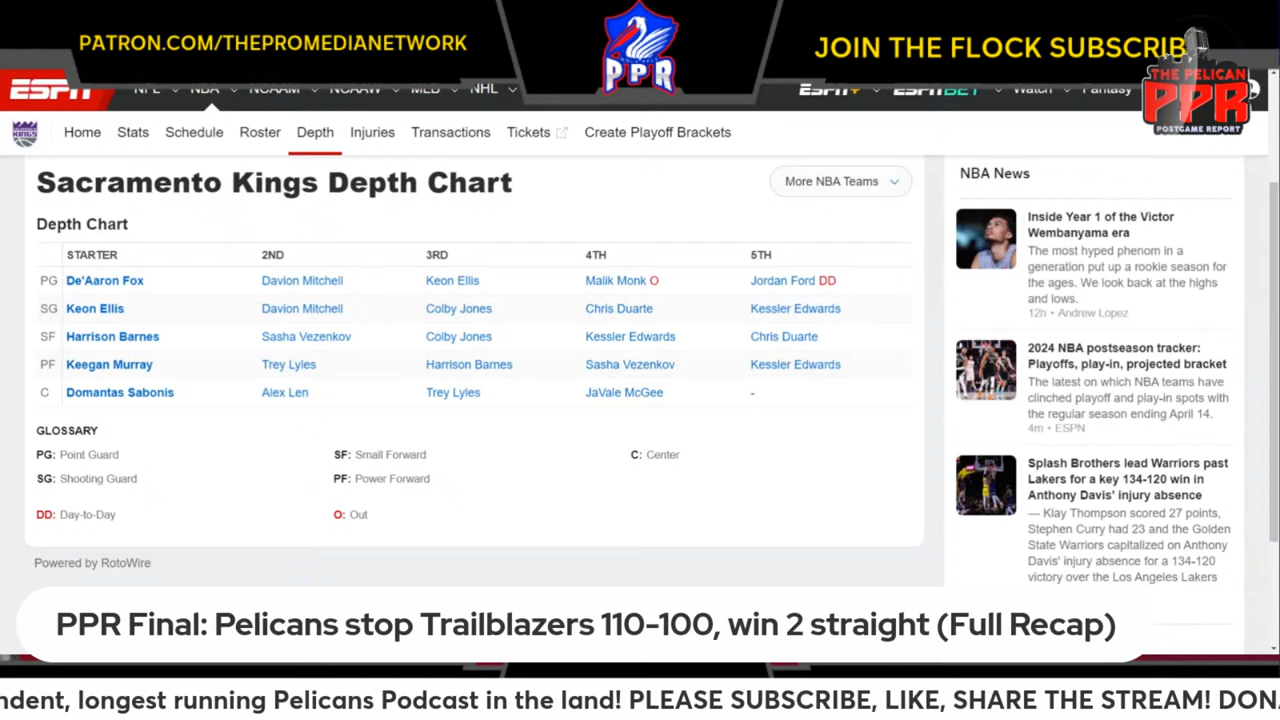 PATRON.COM/THEPROMEDIANETWORK
PPR
JOIN THE FLOCK SUBSCRIB
THE PELICAN
PPR
POSTGAME REPORT
ESPN NFL NBA NCAAM NCAAW MLB NHL ESPN+ ESPN BET Watch Fantasy
Home Stats Schedule Roster Depth Injuries Transactions Tickets Create Playoff Brackets
Sacramento Kings Depth Chart
More NBA Teams
Depth Chart
STARTER 2ND 3RD 4TH 5TH
PG De'Aaron Fox Davion Mitchell Keon Ellis Malik Monk O Jordan Ford DD
SG Keon Ellis Davion Mitchell Colby Jones Chris Duarte Kessler Edwards
SF Harrison Barnes Sasha Vezenkov Colby Jones Kessler Edwards Chris Duarte
PF Keegan Murray Trey Lyles Harrison Barnes Sasha Vezenkov Kessler Edwards
C Domantas Sabonis Alex Len Trey Lyles JaVale McGee -
GLOSSARY
PG: Point Guard SF: Small Forward C: Center
SG: Shooting Guard PF: Power Forward
DD: Day-to-Day O: Out
Powered by RotoWire
NBA News
Inside Year 1 of the Victor
Wembanyama era
The most hyped phenom in a
generation put up a rookie season for
the ages. We look back at the highs
and lows.
12h • Andrew Lopez
2024 NBA postseason tracker:
Playoffs, play-in, projected bracket
The latest on which NBA teams have
clinched playoff and play-in spots with
the regular season ending April 14.
4m • ESPN
Splash Brothers lead Warriors past
Lakers for a key 134-120 win in
Anthony Davis' injury absence
— Klay Thompson scored 27 points,
Stephen Curry had 23 and the Golden
State Warriors capitalized on Anthony
Davis' injury absence for a 134-120
victory over the Los Angeles Lakers
PPR Final: Pelicans stop Trailblazers 110-100, win 2 straight (Full Recap)
ndent, longest running Pelicans Podcast in the land! PLEASE SUBSCRIBE, LIKE, SHARE THE STREAM! DON